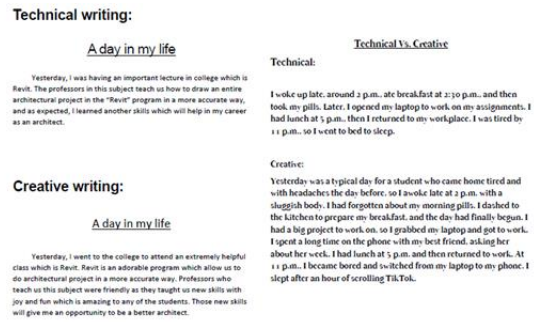 Technical writing:
A day in my life
Yesterday, I was having an important lecture in college which is
Revit. The professors in this subject teach us how to draw an entire
architectural project in the "Revit" program in a more accurate way,
and as expected, I learned another skills which will help in my career
as an architect.
Creative writing:
A day in my life
Yesterday, I went to the college to attend an extremely helpful
class which is Revit. Revit is an adorable program which allow us to
do architectural project in a more accurate way. Professors who
teach us this subject were friendly as they taught us new skills with
joy and fun which is amazing to any of the students. Those new skills
will give me an opportunity to be a better architect.
Technical Vs. Creative
Technical:
I woke up late, around 2 p.m., ate breakfast at 2:30 p.m., and then
took my pills. Later, I opened my laptop to work on my assignments. I
had lunch at 5 p.m., then I returned to my workplace. I was tired by
11 p.m., so I went to bed to sleep.
Creative:
Yesterday was a typical day for a student who came home tired and
with headaches the day before, so I awoke late at 2 p.m. with a
sluggish body. I had forgotten about my morning pills. I dashed to
the kitchen to prepare my breakfast, and the day had finally begun. I
had a big project to work on, so I grabbed my laptop and got to work.
I spent a long time on the phone with my best friend, asking her
about her week. I had lunch at 5 p.m. and then returned to work. At
11 p.m., I became bored and switched from my laptop to my phone. I
slept after an hour of scrolling TikTok.